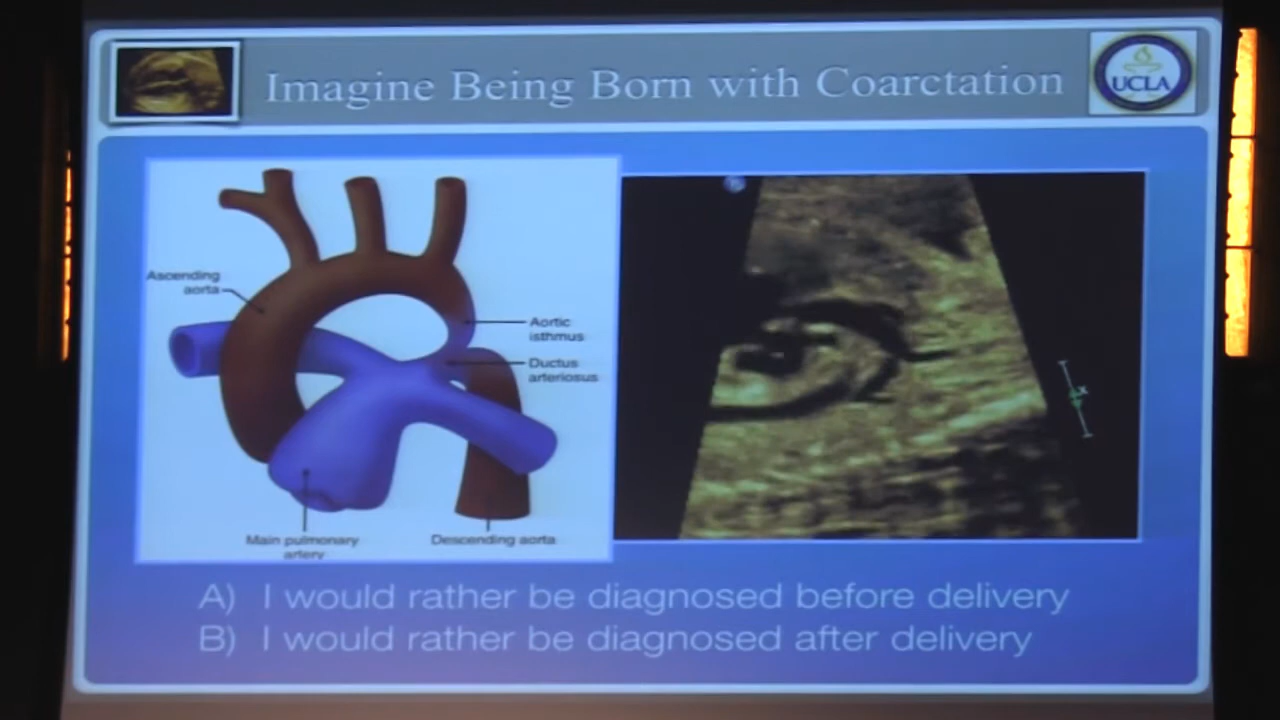 Imagine Being Born with Coarctation
UCLA
Ascending
aorta
Aortic
isthmus
Ductus
arteriosus
Main pulmonary
artery
Descending aorta
A) I would rather be diagnosed before delivery
B) I would rather be diagnosed after delivery